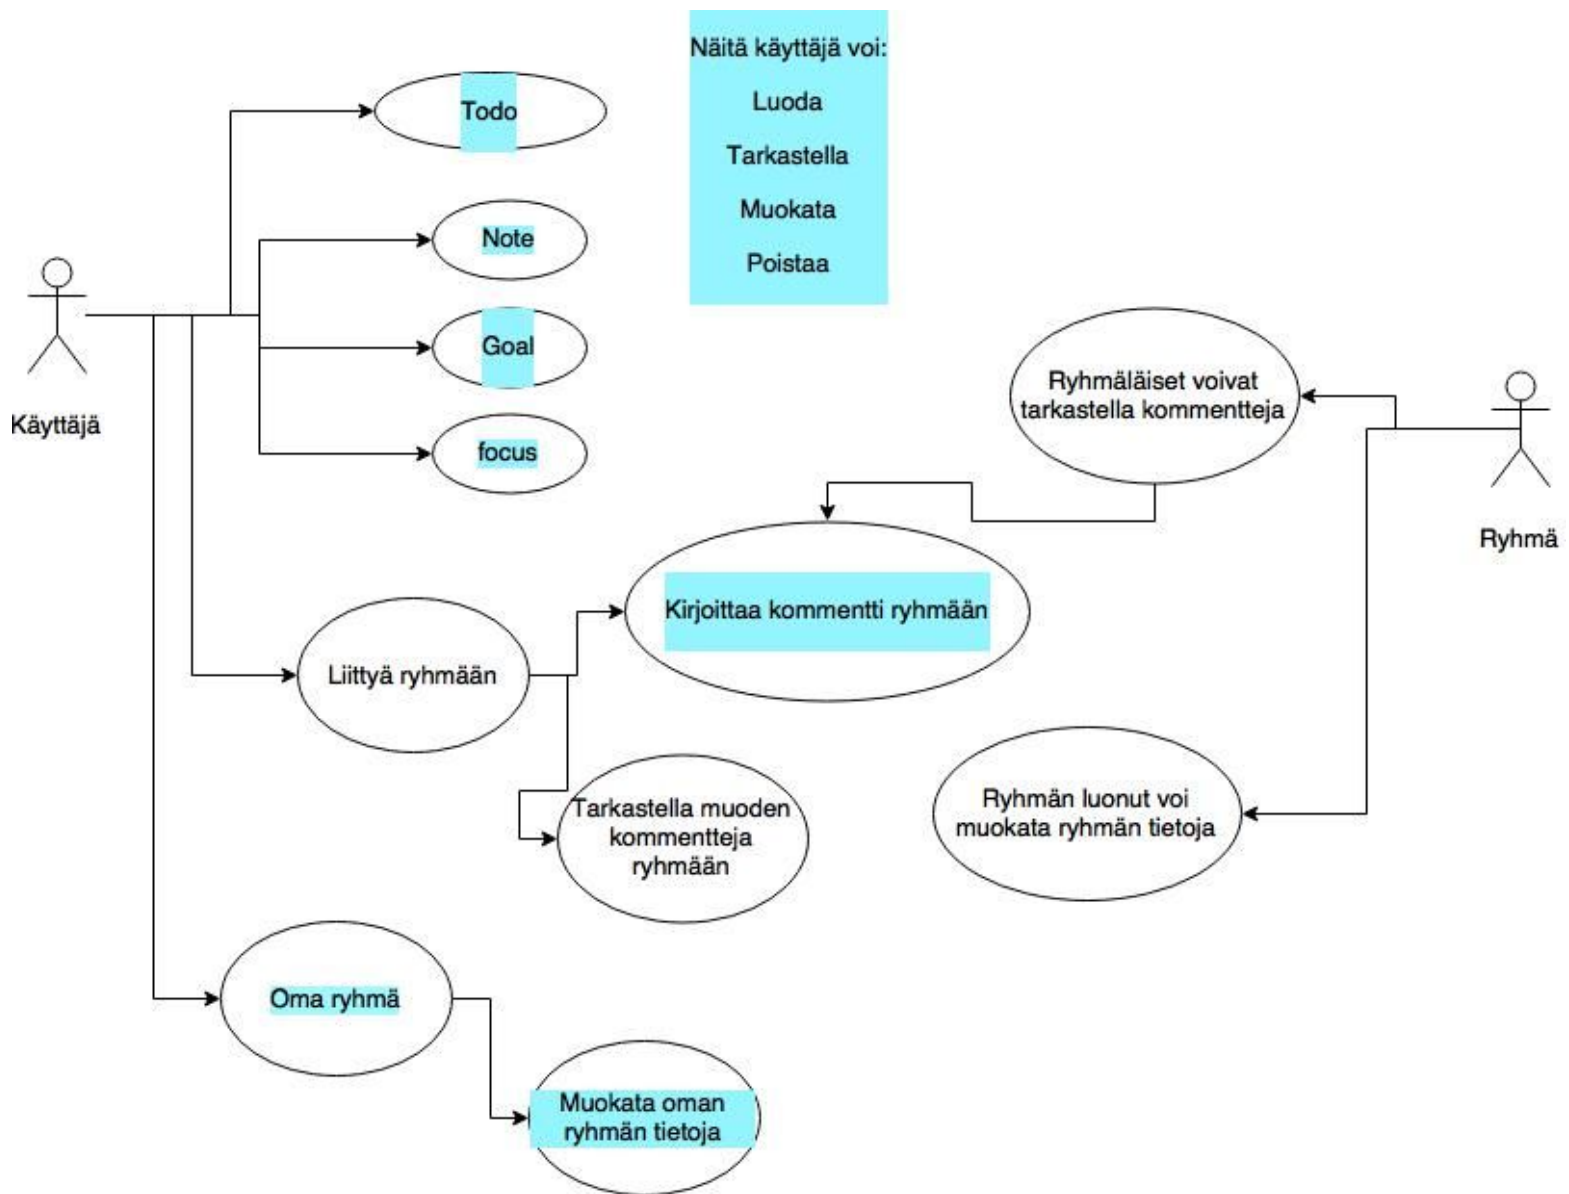 Näitä käyttäjä voi:
Luoda
Tarkastella
Muokata
Poistaa
Todo
Note
Goal
focus
Käyttäjä
Ryhmäläiset voivat
tarkastella kommentteja
Ryhmä
Kirjoittaa kommentti ryhmään
Liittyä ryhmään
Tarkastella muoden
kommentteja
ryhmään
Ryhmän luonut voi
muokata ryhmän tietoja
Oma ryhmä
Muokata oman
ryhmän tietoja